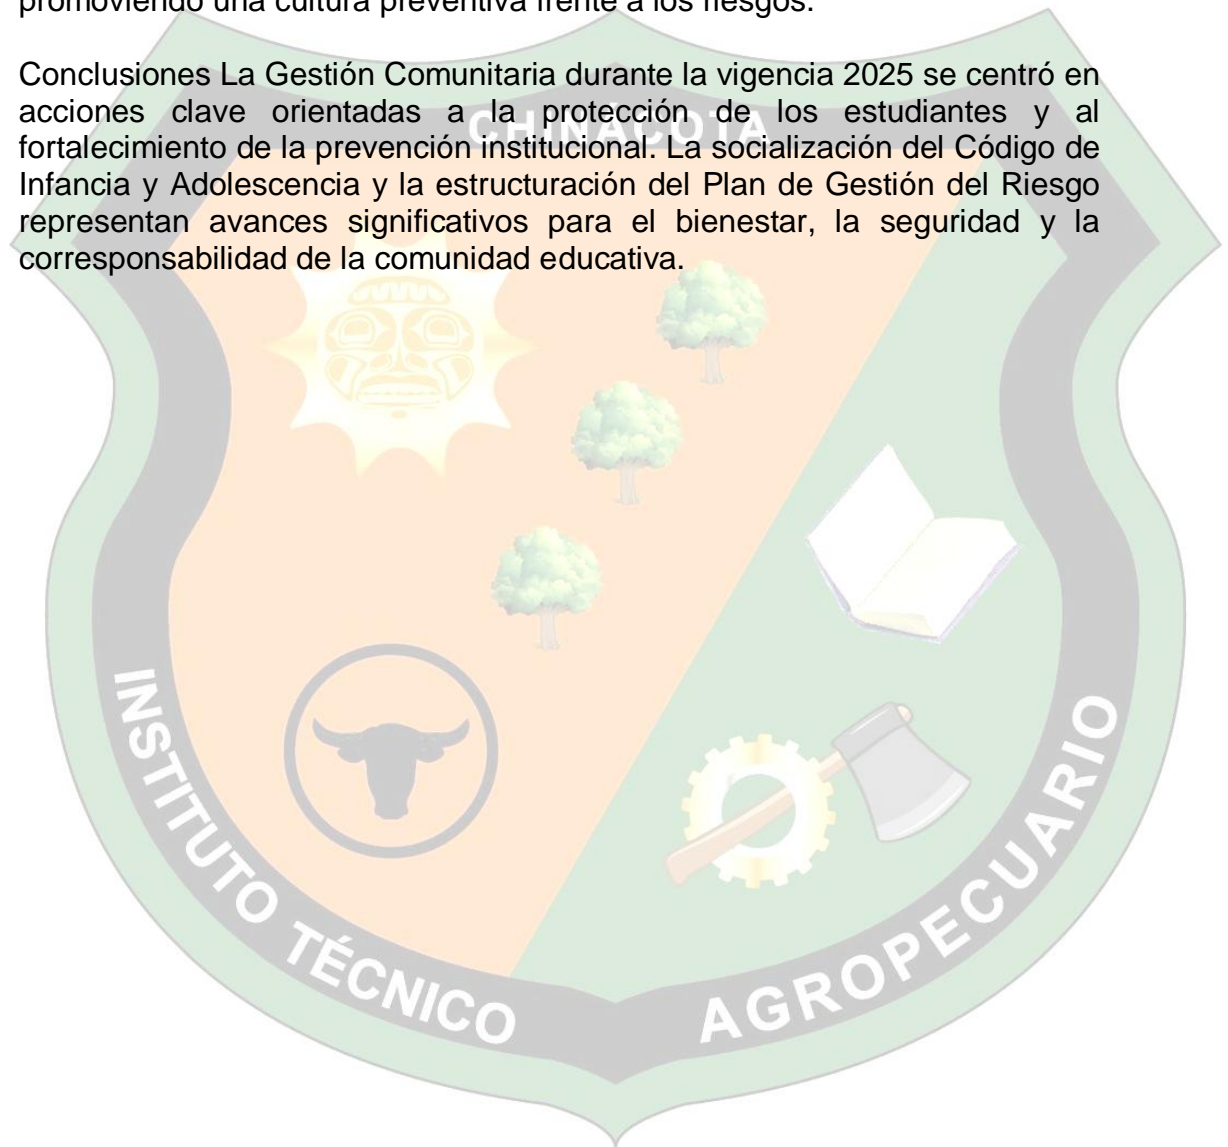 promoviendo una cultura preventiva frente a los riesgos.
Conclusiones La Gestión Comunitaria durante la vigencia 2025 se centró en
acciones clave orientadas a la protección de los estudiantes y al
fortalecimiento de la prevención institucional. La socialización del Código de
Infancia y Adolescencia y la estructuración del Plan de Gestión del Riesgo
representan avances significativos para el bienestar, la seguridad y la
corresponsabilidad de la comunidad educativa.
CHINÁCOTA
INSTITUTO TÉCNICO
AGROPECUARIO